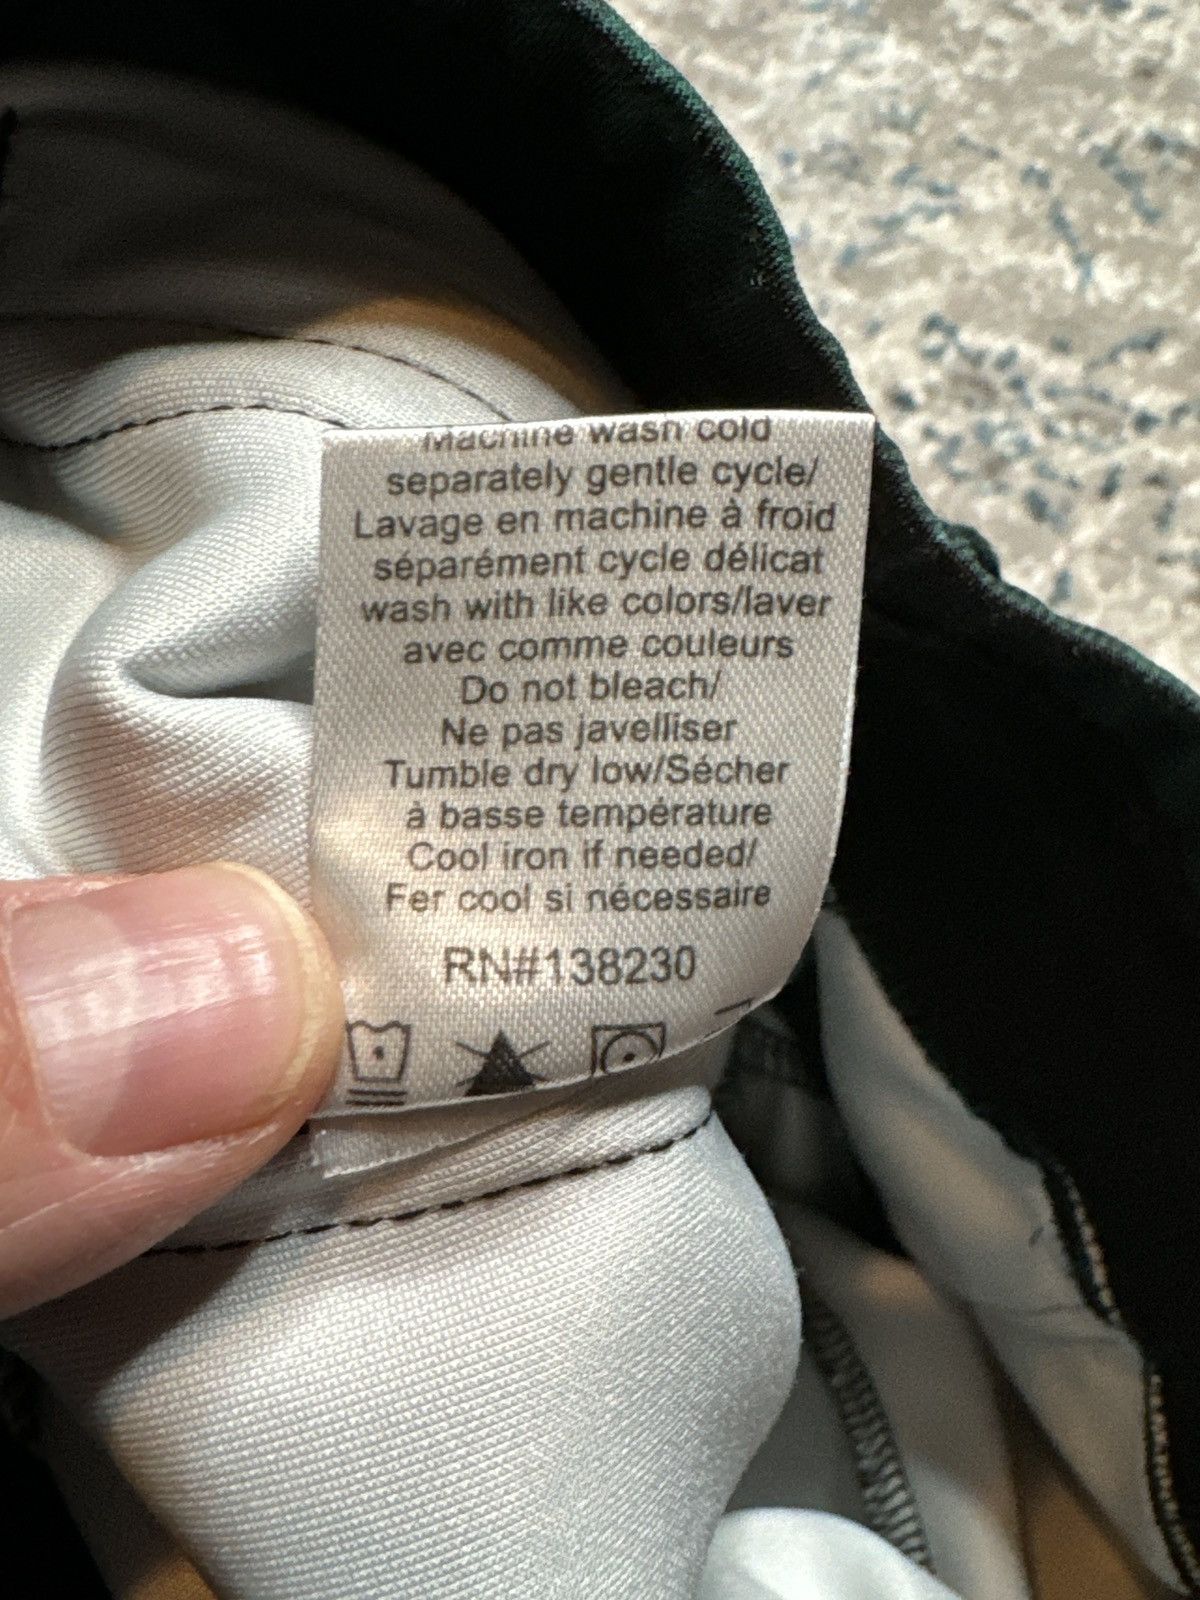 Machine wash cold
separately gentle cycle/
Lavage en machine à froid
séparément cycle délicat
wash with like colors/laver
avec comme couleurs
Do not bleach/
Ne pas javelliser
Tumble dry low/Sécher
à basse température
Cool iron if needed/
Fer cool si nécessaire
RN#138230